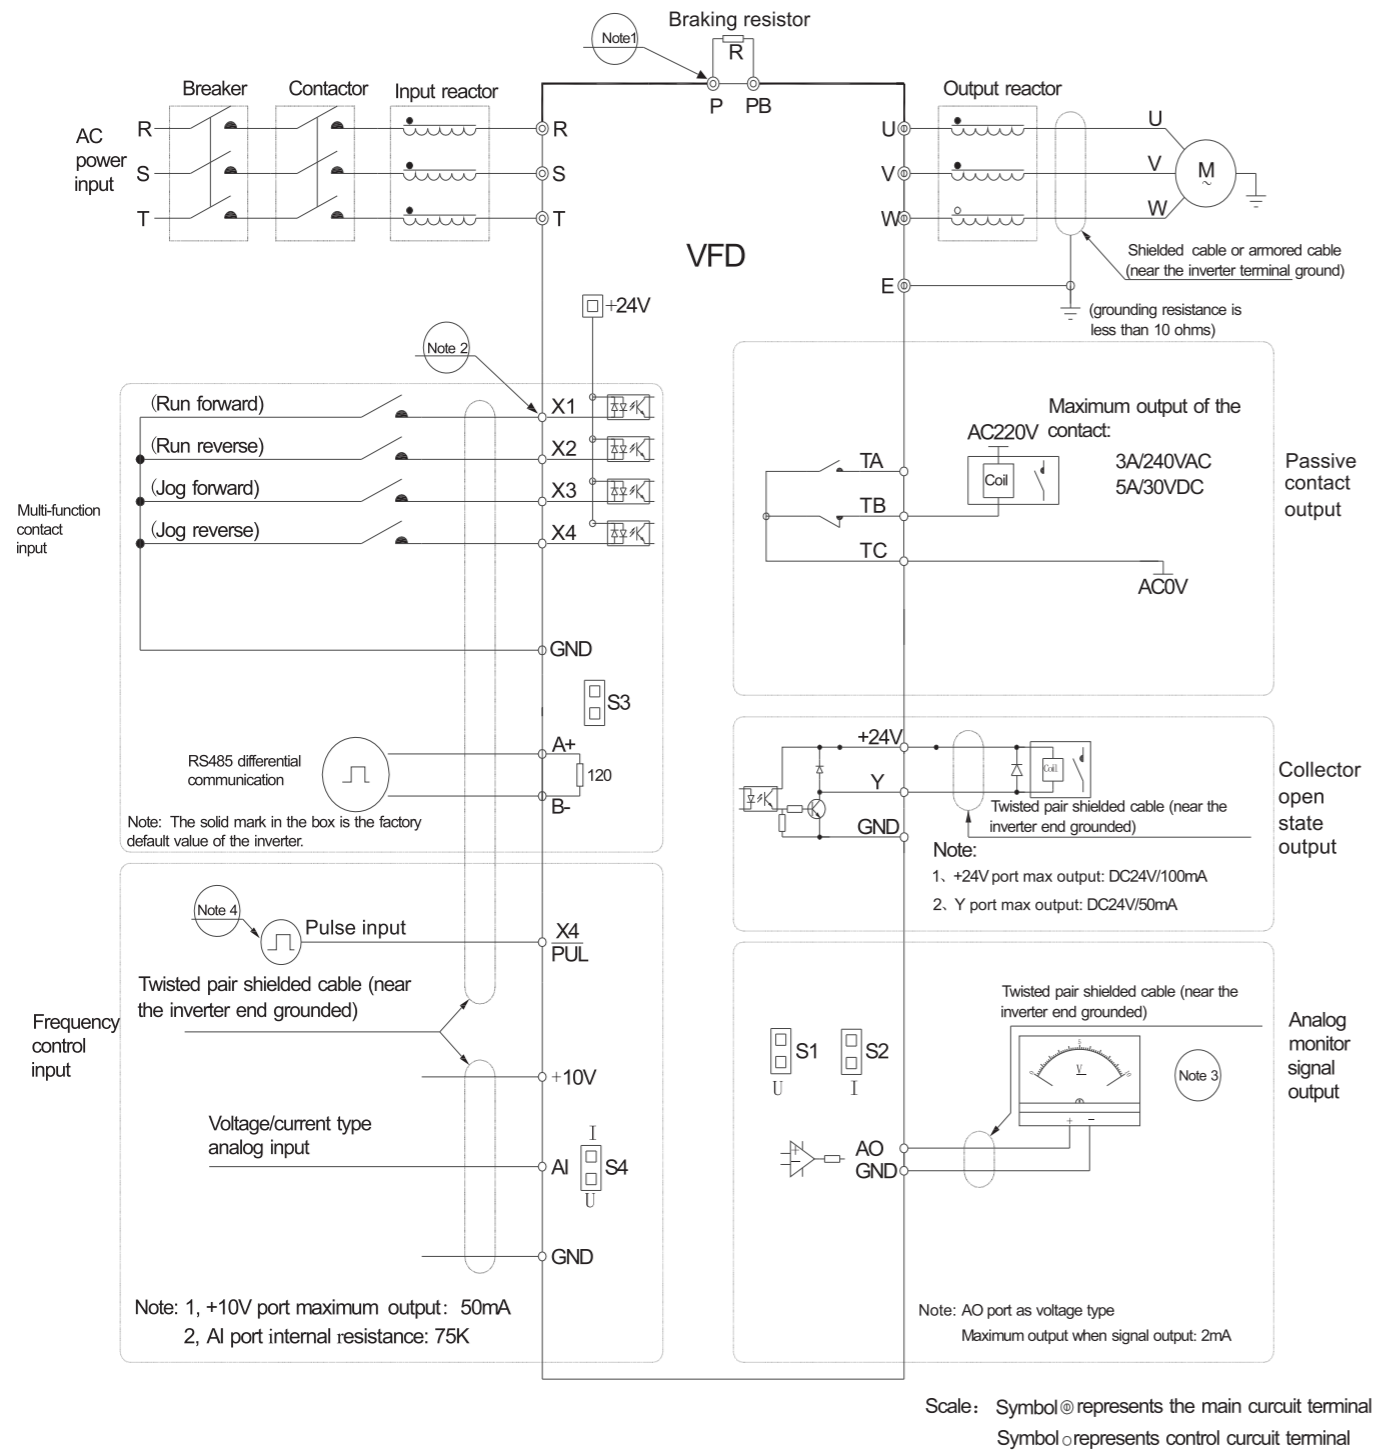 Braking resistor
Note1
R
P PB
Breaker Contactor Input reactor
Output reactor
AC
power
input
R
S
T
R
S
T
U
V
W
U
V
W
M
~
VFD
Shielded cable or armored cable
(near the inverter terminal ground)
E
(grounding resistance is
less than 10 ohms)
+24V
Note 2
(Run forward)
X1
(Run reverse)
X2
(Jog forward)
X3
(Jog reverse)
X4
Multi-function
contact
input
GND
S3
RS485 differential
communication
A+
120
B-
Note: The solid mark in the box is the factory
default value of the inverter.
Maximum output of the
contact:
AC220V
3A/240VAC
5A/30VDC
Coil
TA
TB
TC
AC0V
Passive
contact
output
+24V
Y
GND
Coil
Twisted pair shielded cable (near the
inverter end grounded)
Note:
1、+24V port max output: DC24V/100mA
2、Y port max output: DC24V/50mA
Collector
open
state
output
Note 4
Pulse input
X4
PUL
Twisted pair shielded cable (near
the inverter end grounded)
Frequency
control
input
+10V
Voltage/current type
analog input
AI
I
S4
U
GND
Note: 1, +10V port maximum output: 50mA
2, AI port internal resistance: 75K
Twisted pair shielded cable (near the
inverter end grounded)
S1
U
S2
I
0 5 10
V
+ −
Note 3
AO
GND
Analog
monitor
signal
output
Note: AO port as voltage type
Maximum output when signal output: 2mA
Scale: Symbol represents the main curcuit terminal
Symbol represents control curcuit terminal